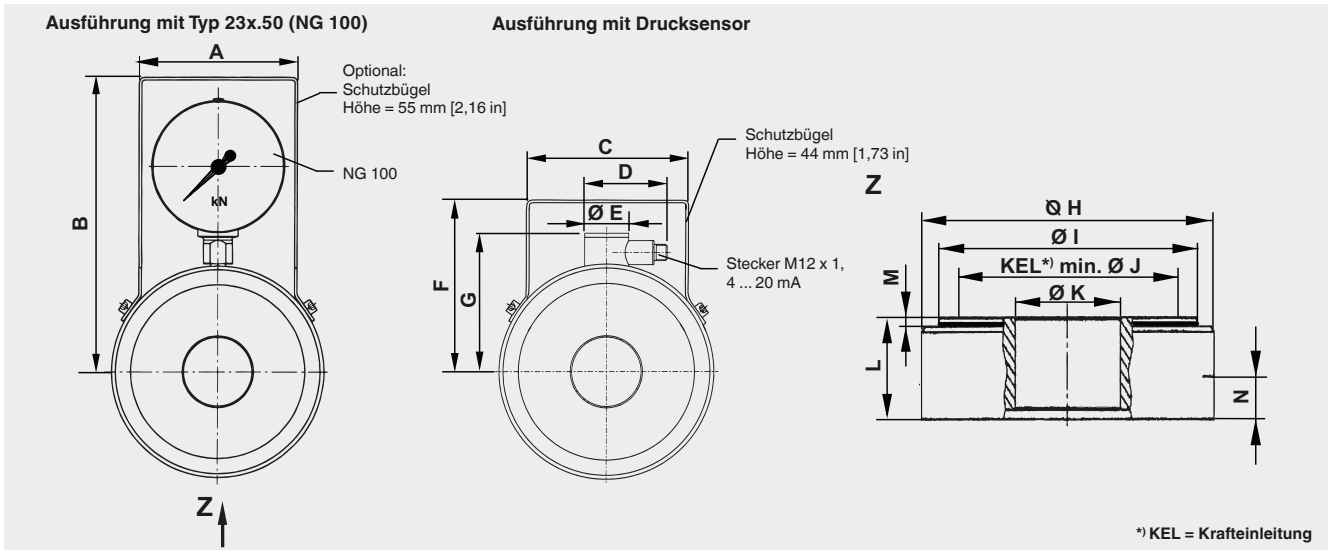 Ausführung mit Typ 23x.50 (NG 100)
A
Optional:
Schutzbügel
Höhe = 55 mm [2,16 in]
B
NG 100
kN
Z
Ausführung mit Drucksensor
C
Schutzbügel
Höhe = 44 mm [1,73 in]
D
Ø E
F
G
Stecker M12 x 1,
4 ... 20 mA
Z
Ø H
Ø I
KEL*) min. Ø J
Ø K
M
L
N
*) KEL = Krafteinleitung